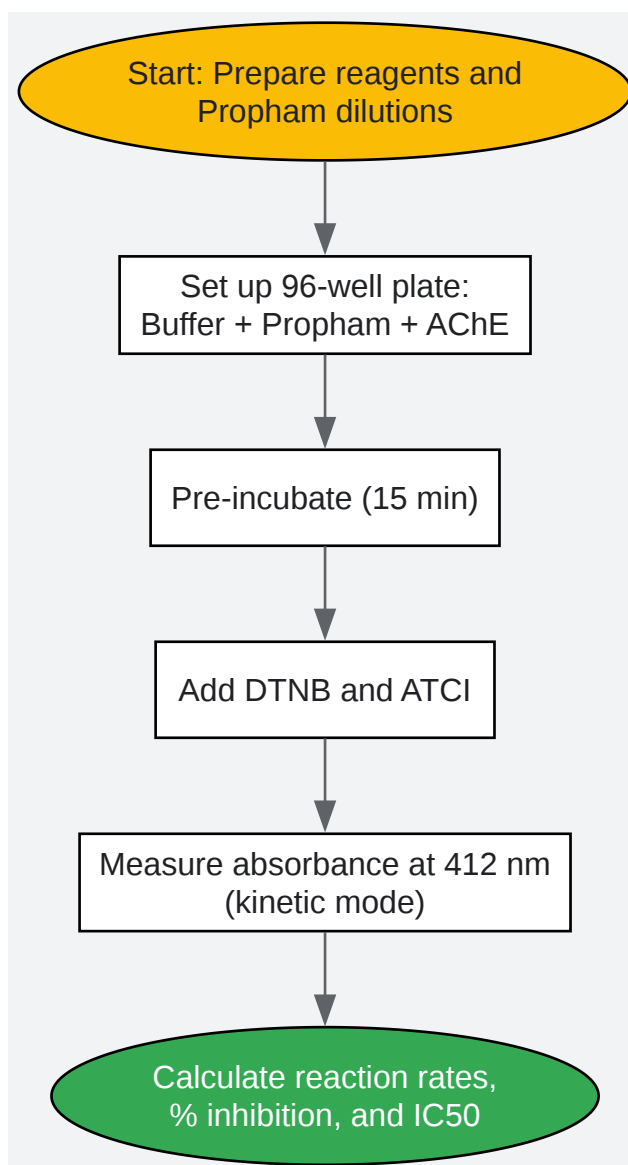 Start: Prepare reagents and
Propham dilutions
Set up 96-well plate:
Buffer + Propham + AChE
Pre-incubate (15 min)
Add DTNB and ATCI
Measure absorbance at 412 nm
(kinetic mode)
Calculate reaction rates,
% inhibition, and IC50